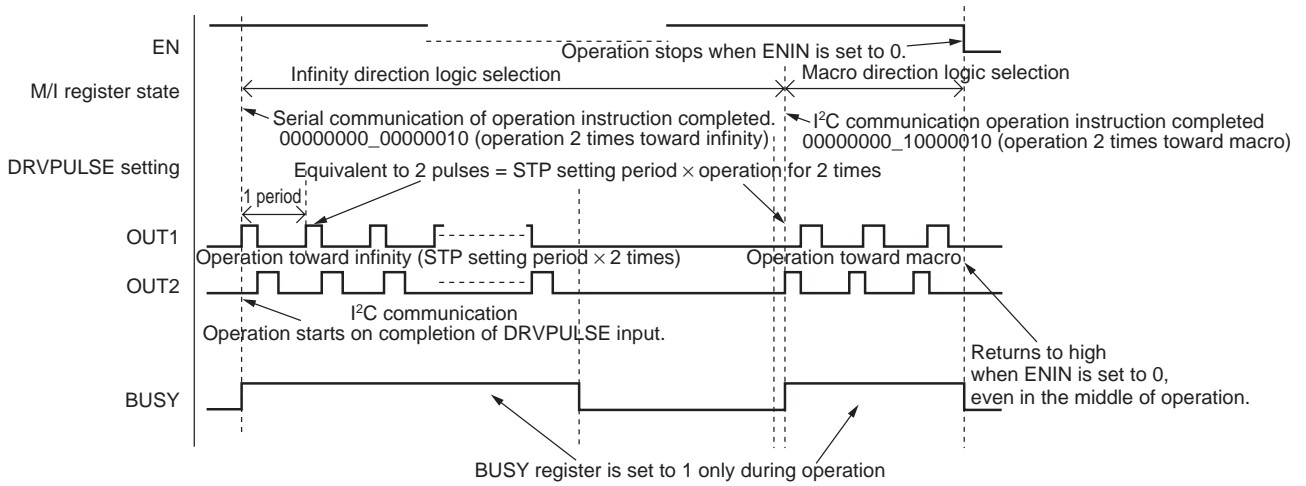 EN
Operation stops when ENIN is set to 0.
Infinity direction logic selection
Macro direction logic selection
M/I register state
Serial communication of operation instruction completed.
00000000_00000010 (operation 2 times toward infinity)
I²C communication operation instruction completed
00000000_10000010 (operation 2 times toward macro)
DRVPULSE setting
Equivalent to 2 pulses = STP setting period × operation for 2 times
1 period
OUT1
Operation toward infinity (STP setting period × 2 times)
Operation toward macro
OUT2
I²C communication
Operation starts on completion of DRVPULSE input.
Returns to high
when ENIN is set to 0,
even in the middle of operation.
BUSY
BUSY register is set to 1 only during operation